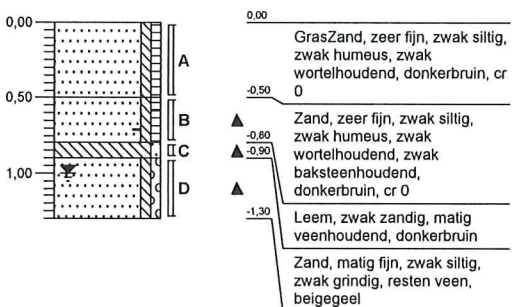 0,00
0,50
1,00
A
B
C
D
0,00
GrasZand, zeer fijn, zwak siltig,
zwak humeus, zwak
wortelhoudend, donkerbruin, cr
0
-0,50
Zand, zeer fijn, zwak siltig,
zwak humeus, zwak
wortelhoudend, zwak
baksteenhoudend,
donkerbruin, cr 0
-0,80
Leem, zwak zandig, matig
veenhoudend, donkerbruin
-0,90
Zand, matig fijn, zwak siltig,
zwak grindig, resten veen,
beigegeel
-1,30